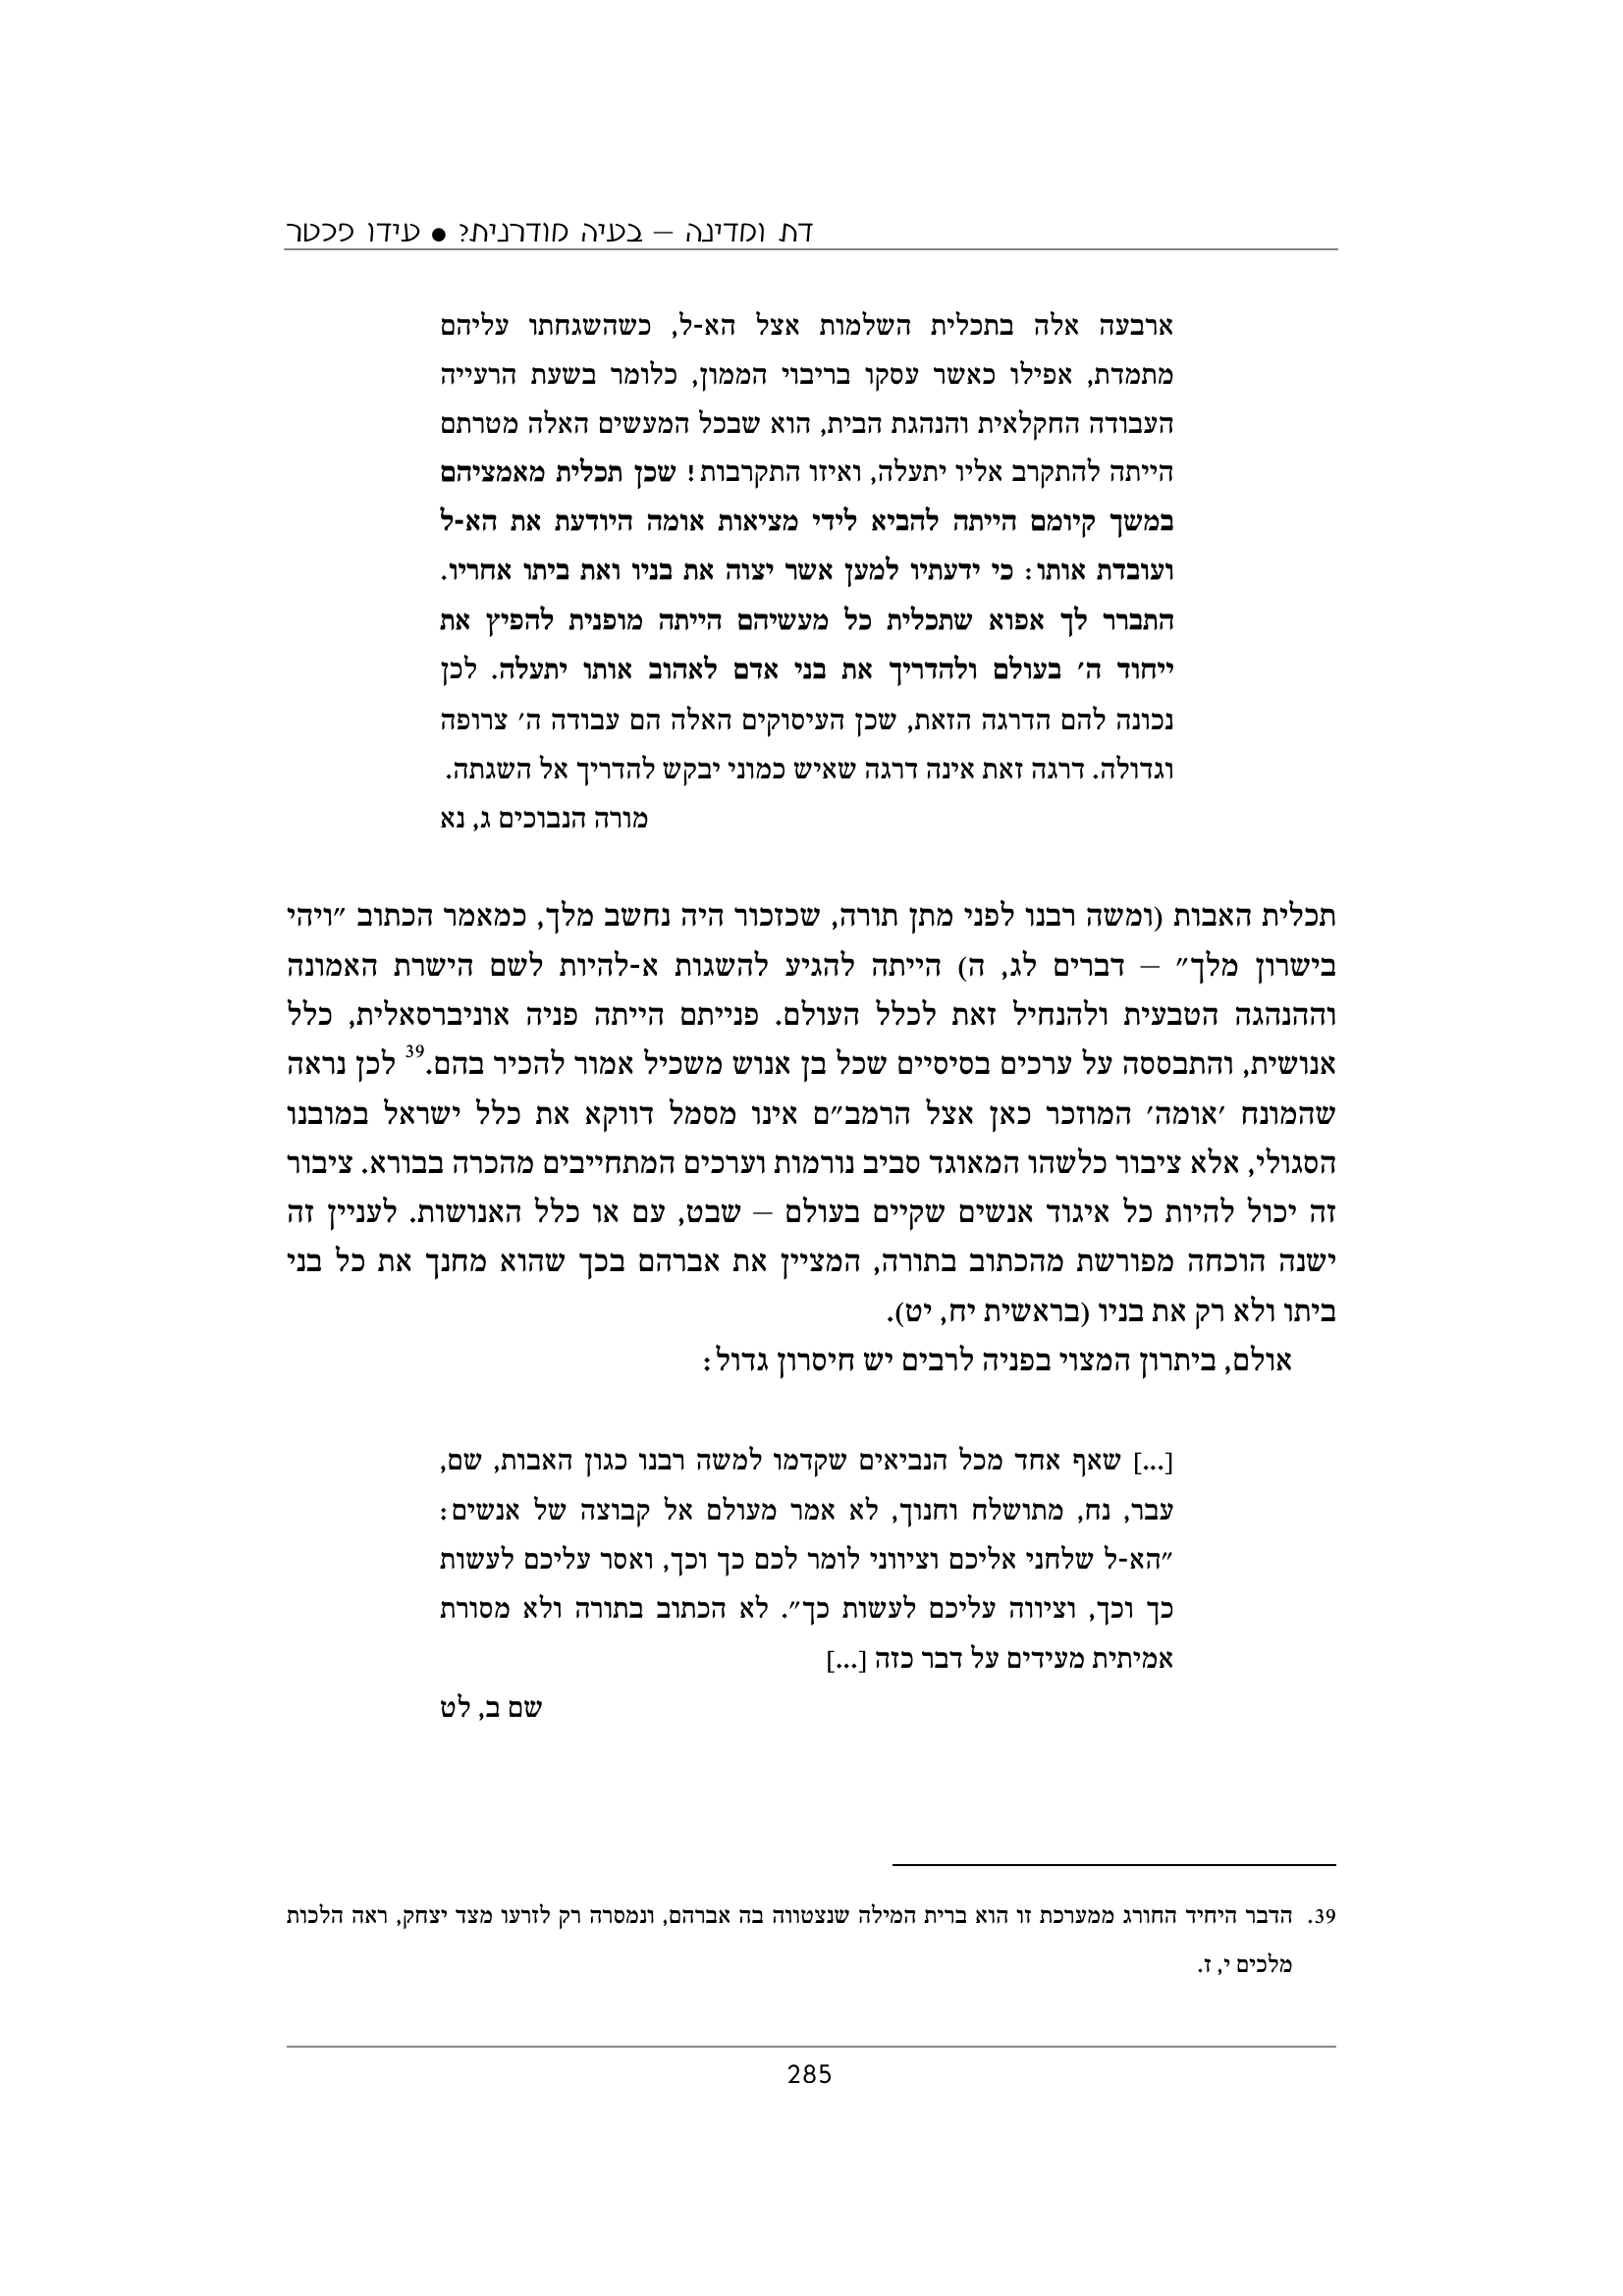 דת ומדינה – בעיה מודרנית? ● עידו פכטר
ארבעה אלה בתכלית השלמות אצל הא-ל, כשהשגחתו עליהם
מתמדת, אפילו כאשר עסקו בריבוי הממון, כלומר בשעת הרעייה
העבודה החקלאית והנהגת הבית, הוא שבכל המעשים האלה מטרתם
הייתה להתקרב אליו יתעלה, ואיזו התקרבות! שכן תכלית מאמציהם
במשך קיומם הייתה להביא לידי מציאות אומה היודעת את הא-ל
ועובדת אותו: כי ידעתיו למען אשר יצוה את בניו ואת ביתו אחריו.
התברר לך אפוא שתכלית כל מעשיהם הייתה מופנית להפיץ את
ייחוד ה' בעולם ולהדריך את בני אדם לאהוב אותו יתעלה. לכן
נכונה להם הדרגה הזאת, שכן העיסוקים האלה הם עבודה ה' צרופה
וגדולה. דרגה זאת אינה דרגה שאיש כמוני יבקש להדריך אל השגתה.
מורה הנבוכים ג, נא
תכלית האבות (ומשה רבנו לפני מתן תורה, שכזכור היה נחשב מלך, כמאמר הכתוב "ויהי
בישרון מלך" – דברים לג, ה) הייתה להגיע להשגות א-להיות לשם הישרת האמונה
וההנהגה הטבעית ולהנחיל זאת לכלל העולם. פנייתם הייתה פניה אוניברסאלית, כלל
אנושית, והתבססה על ערכים בסיסיים שכל בן אנוש משכיל אמור להכיר בהם.39 לכן נראה
שהמונח 'אומה' המוזכר כאן אצל הרמב"ם אינו מסמל דווקא את כלל ישראל במובנו
הסגולי, אלא ציבור כלשהו המאוגד סביב נורמות וערכים המתחייבים מהכרה בבורא. ציבור
זה יכול להיות כל איגוד אנשים שקיים בעולם – שבט, עם או כלל האנושות. לעניין זה
ישנה הוכחה מפורשת מהכתוב בתורה, המציין את אברהם בכך שהוא מחנך את כל בני
ביתו ולא רק את בניו (בראשית יח, יט).
אולם, ביתרון המצוי בפניה לרבים יש חיסרון גדול:
[...] שאף אחד מכל הנביאים שקדמו למשה רבנו כגון האבות, שם,
עבר, נח, מתושלח וחנוך, לא אמר מעולם אל קבוצה של אנשים:
"הא-ל שלחני אליכם וציווני לומר לכם כך וכך, ואסר עליכם לעשות
כך וכך, וציווה עליכם לעשות כך". לא הכתוב בתורה ולא מסורת
אמיתית מעידים על דבר כזה [...]
שם ב, לט
39. הדבר היחיד החורג ממערכת זו הוא ברית המילה שנצטווה בה אברהם, ונמסרה רק לזרעו מצד יצחק, ראה הלכות
מלכים י, ז.
285